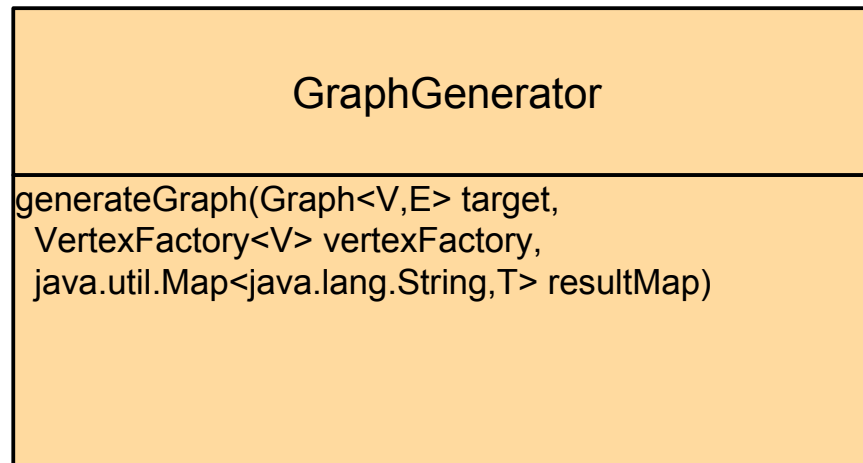 GraphGenerator
generateGraph(Graph<V,E> target,
VertexFactory<V> vertexFactory,
java.util.Map<java.lang.String,T> resultMap)